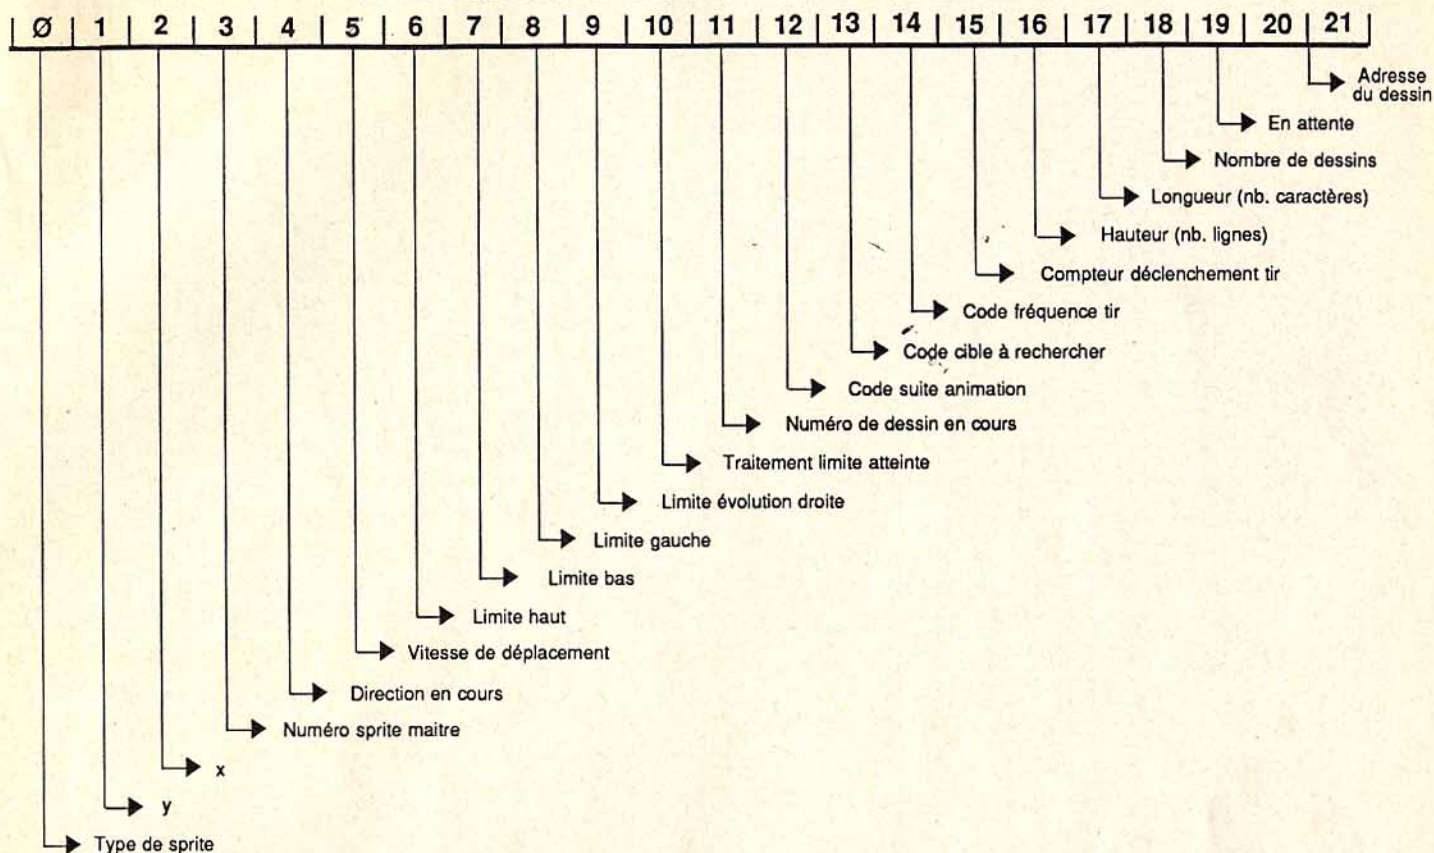 Ø 1 2 3 4 5 6 7 8 9 10 11 12 13 14 15 16 17 18 19 20 21
Adresse
du dessin
En attente
Nombre de dessins
Longueur (nb. caractères)
Hauteur (nb. lignes)
Compteur déclenchement tir
Code fréquence tir
Code cible à rechercher
Code suite animation
Numéro de dessin en cours
Traitement limite atteinte
Limite évolution droite
Limite gauche
Limite bas
Limite haut
Vitesse de déplacement
Direction en cours
Numéro sprite maitre
x
y
Type de sprite